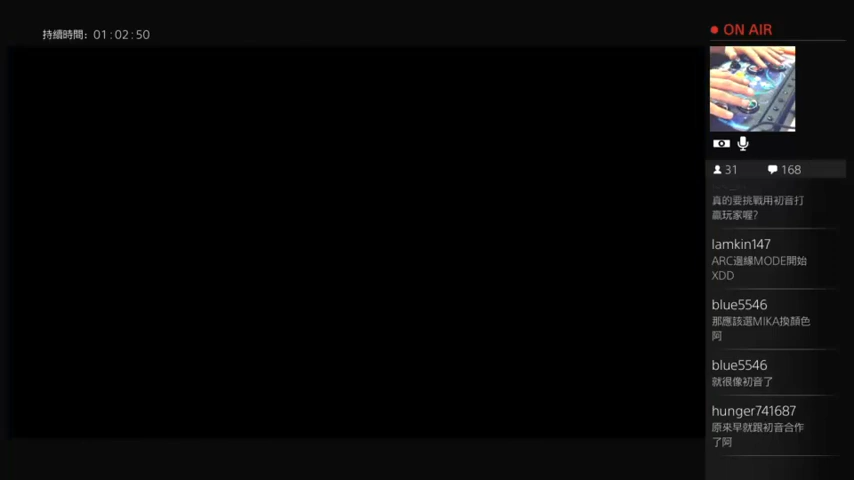 持續時間: 01:02:50
ON AIR
31 168
真的要挑戰用初音打
贏玩家喔?
lamkin147
ARC邊緣MODE開始
XDD
blue5546
那應該選MIKA換顏色
阿
blue5546
就很像初音了
hunger741687
原來早就跟初音合作
了阿